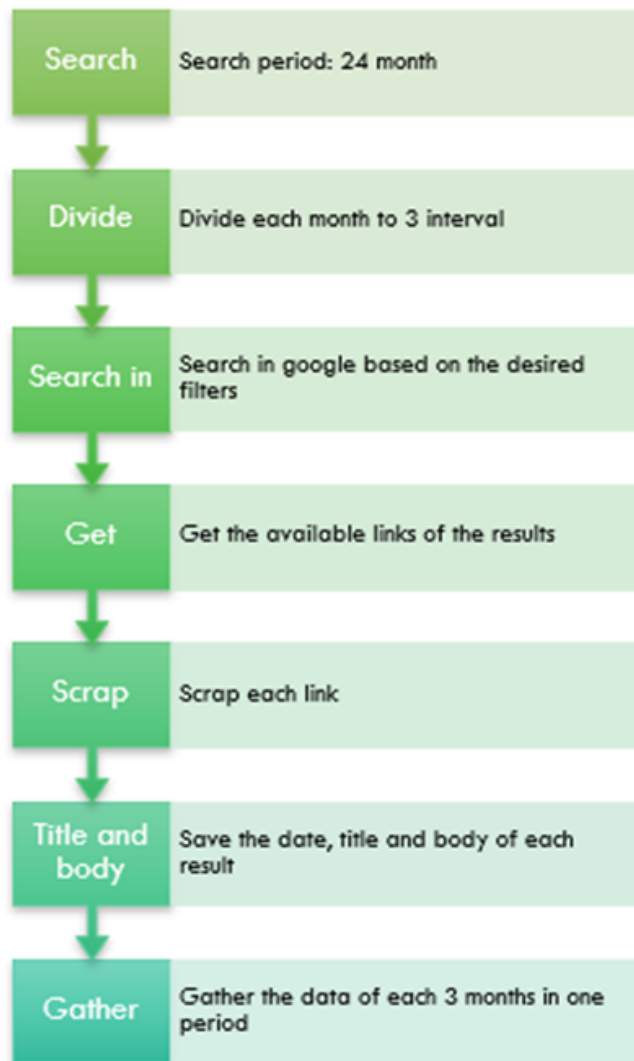 Search
Search period: 24 month
Divide
Divide each month to 3 interval
Search in
Search in google based on the desired
filters
Get
Get the available links of the results
Scrap
Scrap each link
Title and
body
Save the date, title and body of each
result
Gather
Gather the data of each 3 months in one
period